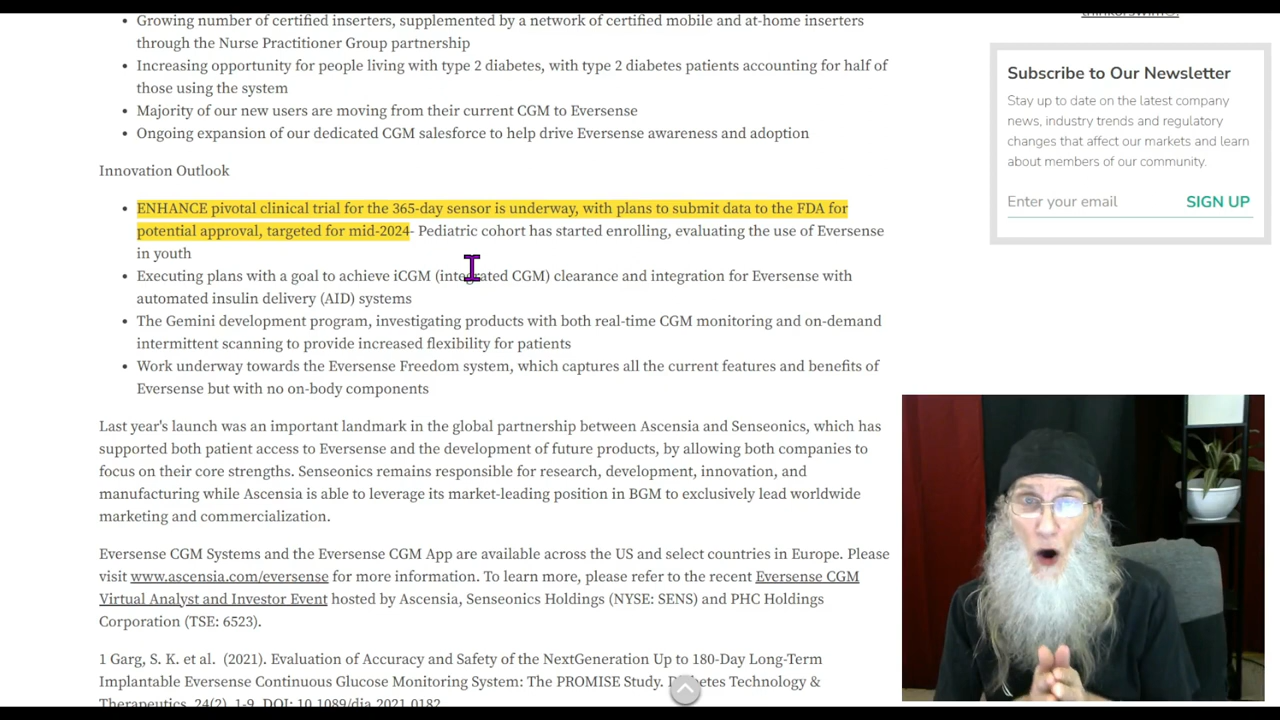 Growing number of certified inserters, supplemented by a network of certified mobile and at-home inserters
through the Nurse Practitioner Group partnership
Increasing opportunity for people living with type 2 diabetes, with type 2 diabetes patients accounting for half of
those using the system
Majority of our new users are moving from their current CGM to Eversense
Ongoing expansion of our dedicated CGM salesforce to help drive Eversense awareness and adoption
Innovation Outlook
ENHANCE pivotal clinical trial for the 365-day sensor is underway, with plans to submit data to the FDA for
potential approval, targeted for mid-2024- Pediatric cohort has started enrolling, evaluating the use of Eversense
in youth
Executing plans with a goal to achieve iCGM (integrated CGM) clearance and integration for Eversense with
automated insulin delivery (AID) systems
The Gemini development program, investigating products with both real-time CGM monitoring and on-demand
intermittent scanning to provide increased flexibility for patients
Work underway towards the Eversense Freedom system, which captures all the current features and benefits of
Eversense but with no on-body components
Last year's launch was an important landmark in the global partnership between Ascensia and Senseonics, which has
supported both patient access to Eversense and the development of future products, by allowing both companies to
focus on their core strengths. Senseonics remains responsible for research, development, innovation, and
manufacturing while Ascensia is able to leverage its market-leading position in BGM to exclusively lead worldwide
marketing and commercialization.
Eversense CGM Systems and the Eversense CGM App are available across the US and select countries in Europe. Please
visit www.ascensia.com/eversense for more information. To learn more, please refer to the recent Eversense CGM
Virtual Analyst and Investor Event hosted by Ascensia, Senseonics Holdings (NYSE: SENS) and PHC Holdings
Corporation (TSE: 6523).
1 Garg, S. K. et al. (2021). Evaluation of Accuracy and Safety of the NextGeneration Up to 180-Day Long-Term
Implantable Eversense Continuous Glucose Monitoring System: The PROMISE Study. Diabetes Technology &
Therapeutics, 24(2), 1-9. DOI: 10.1089/dia.2021.0182
Subscribe to Our Newsletter
Stay up to date on the latest company
news, industry trends and regulatory
changes that affect our markets and learn
about members of our community.
Enter your email SIGN UP